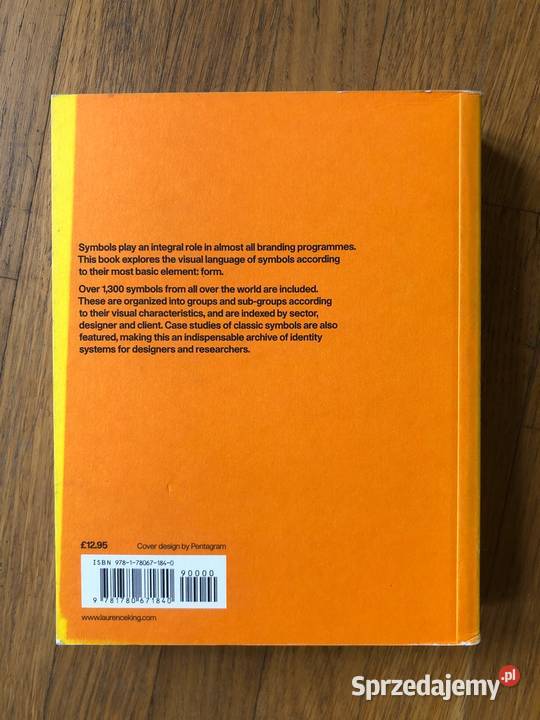 Symbols play an integral role in almost all branding programmes.
This book explores the visual language of symbols according
to their most basic element: form.
Over 1,300 symbols from all over the world are included.
These are organized into groups and sub-groups according
to their visual characteristics, and are indexed by sector,
designer and client. Case studies of classic symbols are also
featured, making this an indispensable archive of identity
systems for designers and researchers.
£12.95 Cover design by Pentagram
ISBN 978-1-78067-184-0
90000
9 781780 671840
www.laurenceking.com
Sprzedajemy.pl